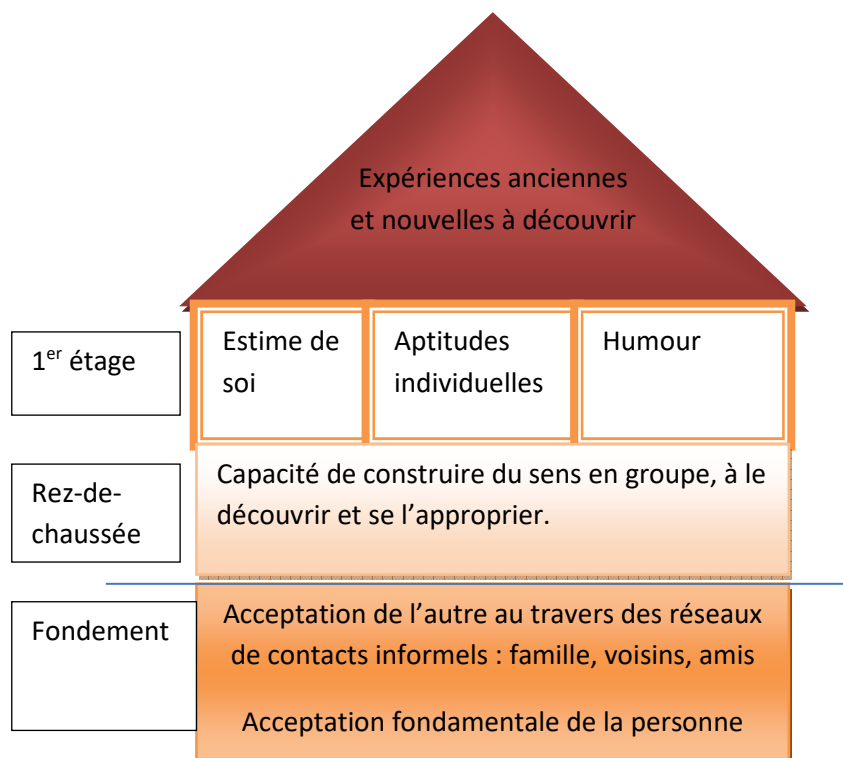 Expériences anciennes
et nouvelles à découvrir
1er étage
Estime de
soi
Aptitudes
individuelles
Humour
Rez-de-
chaussée
Capacité de construire du sens en groupe, à le
découvrir et se l’approprier.
Fondement
Acceptation de l’autre au travers des réseaux
de contacts informels : famille, voisins, amis
Acceptation fondamentale de la personne